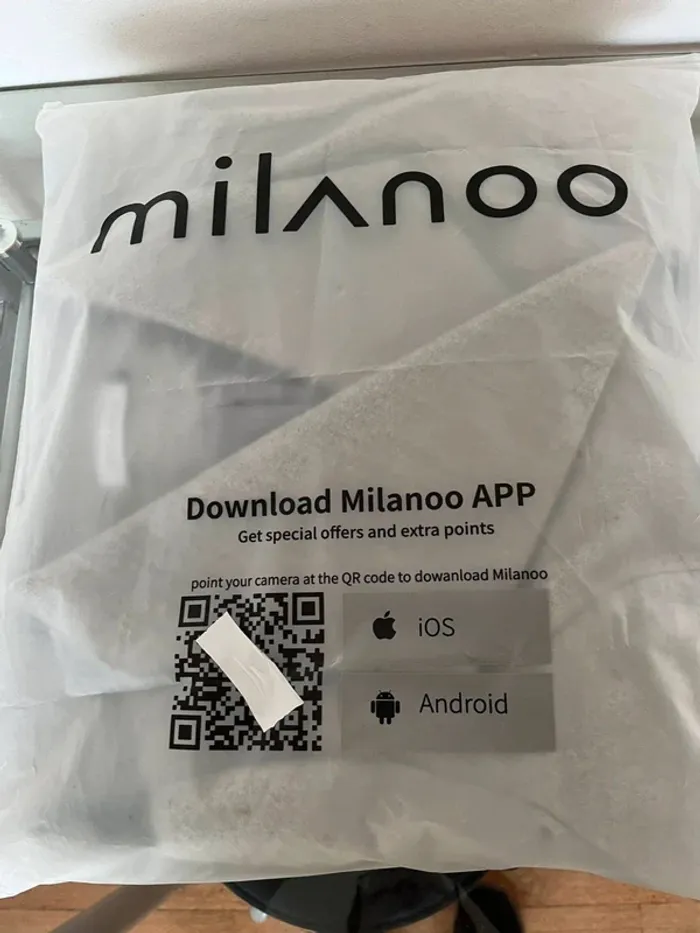 milanoo
Download Milanoo APP
Get special offers and extra points
point your camera at the QR code to dowanload Milanoo
iOS
Android